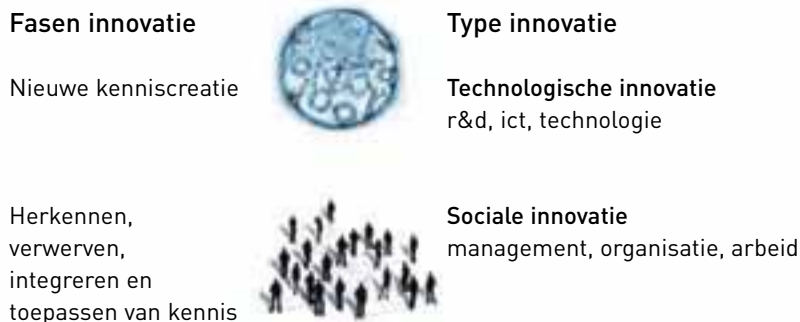 Fasen innovatie
Type innovatie
Nieuwe kenniscreatie
Technologische innovatie
r&d, ict, technologie
Herkennen,
verwerven,
integreren en
toepassen van kennis
Sociale innovatie
management, organisatie, arbeid